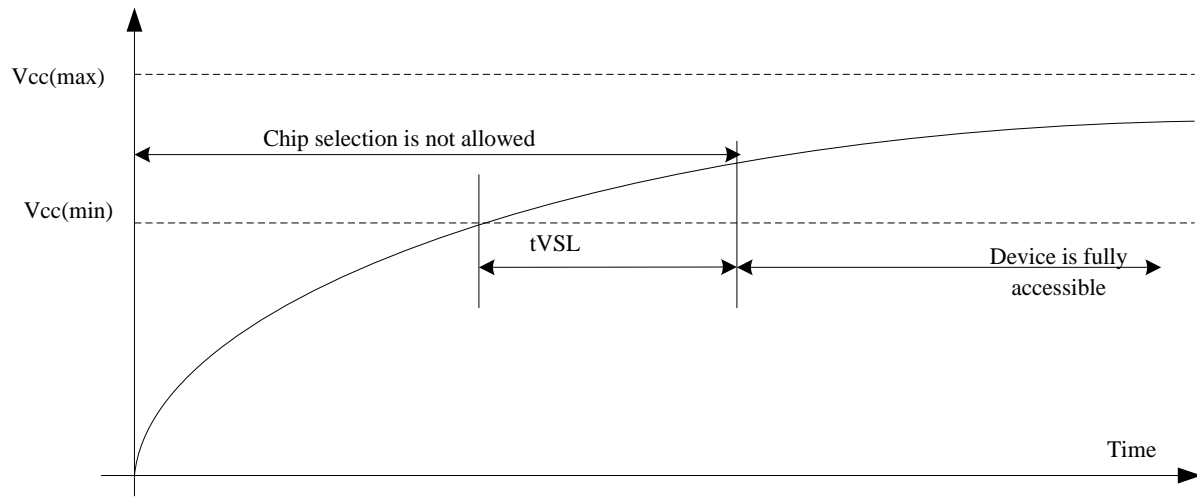 Vcc(max)
Chip selection is not allowed
Vcc(min)
tVSL
Device is fully
accessible
Time